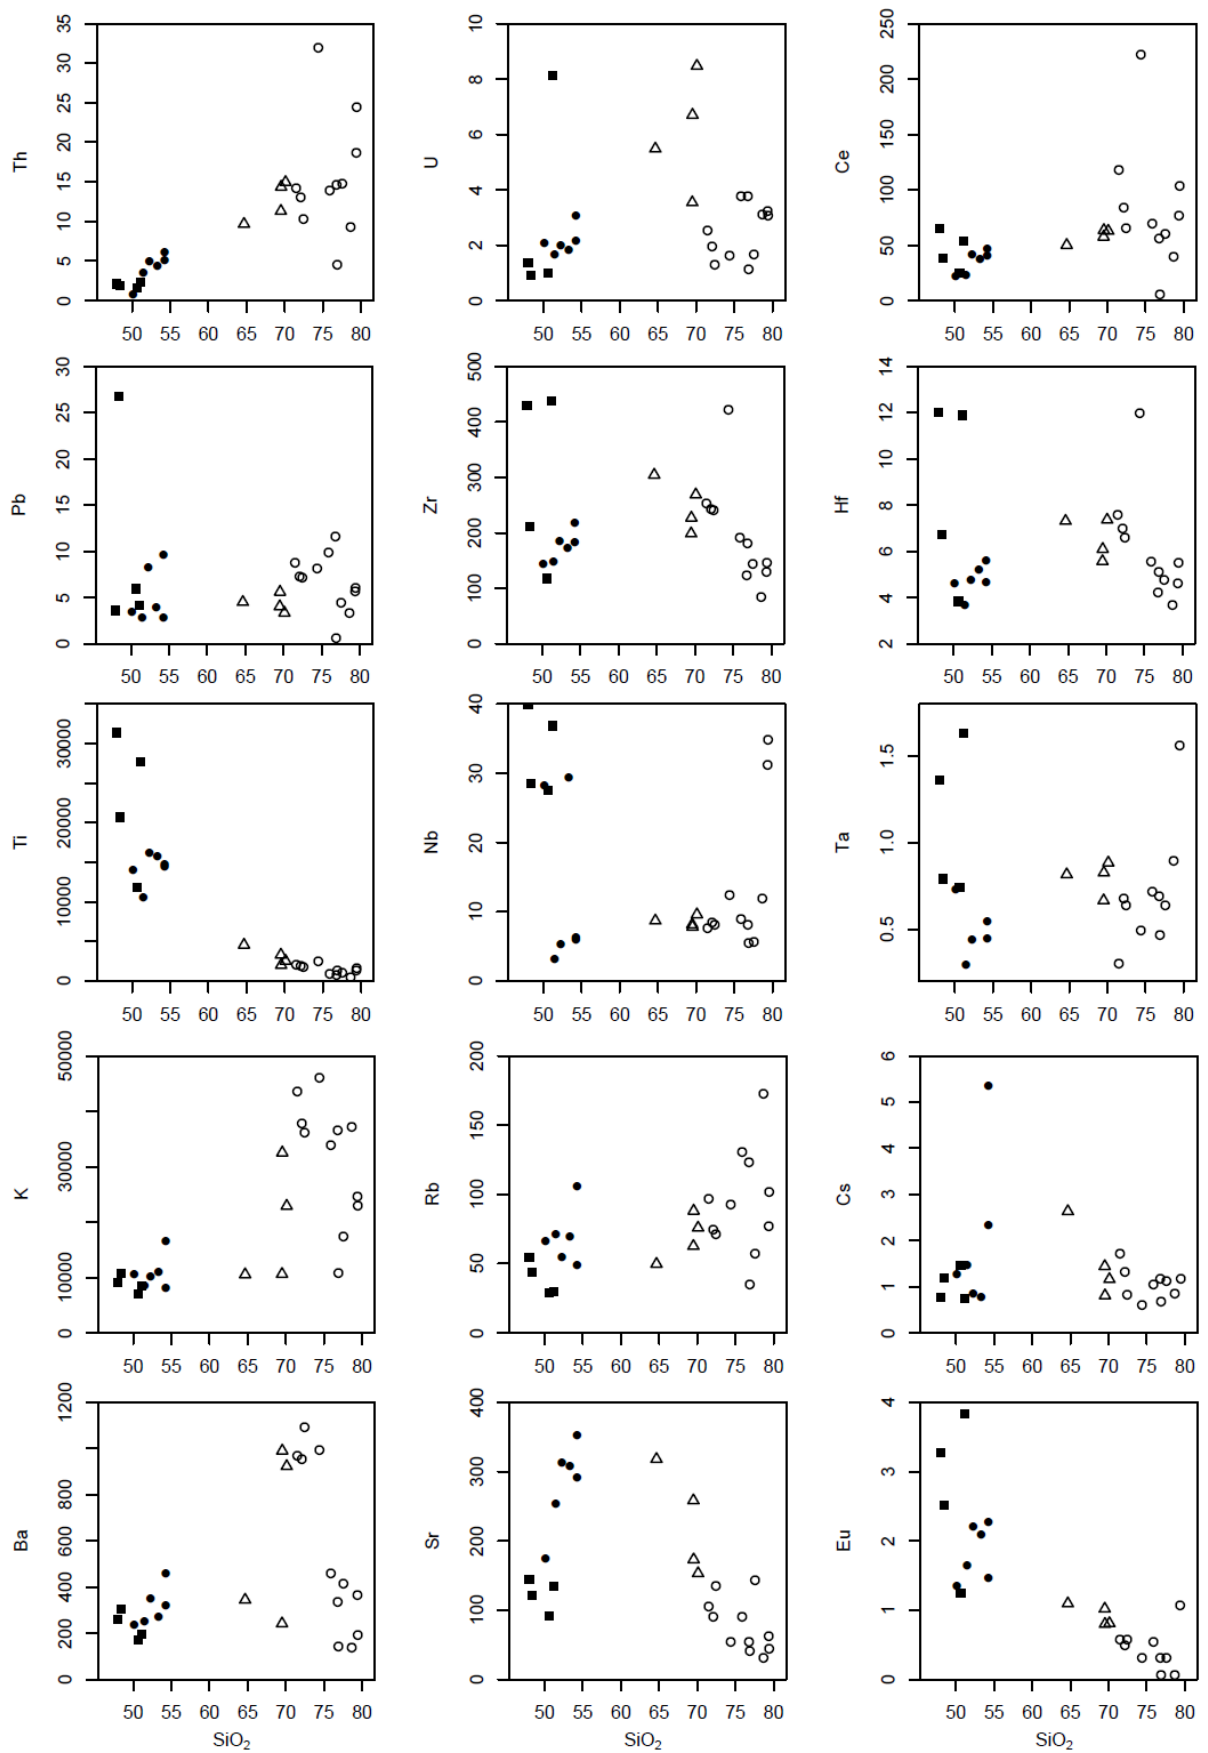 Th
0 5 10 15 20 25 30 35
50 55 60 65 70 75 80
U
0 2 4 6 8 10
50 55 60 65 70 75 80
Ce
0 50 100 150 200 250
50 55 60 65 70 75 80
Pb
0 5 10 15 20 25 30
50 55 60 65 70 75 80
Zr
0 100 200 300 400 500
50 55 60 65 70 75 80
Hf
2 4 6 8 10 12 14
50 55 60 65 70 75 80
Ti
0 10000 20000 30000
50 55 60 65 70 75 80
Nb
0 10 20 30 40
50 55 60 65 70 75 80
Ta
0.5 1.0 1.5
50 55 60 65 70 75 80
K
0 10000 30000 50000
50 55 60 65 70 75 80
Rb
0 50 100 150 200
50 55 60 65 70 75 80
Cs
0 1 2 3 4 5 6
50 55 60 65 70 75 80
Ba
0 200 400 600 800 1200
50 55 60 65 70 75 80
SiO₂
Sr
0 100 200 300 400
50 55 60 65 70 75 80
SiO₂
Eu
0 1 2 3 4
50 55 60 65 70 75 80
SiO₂